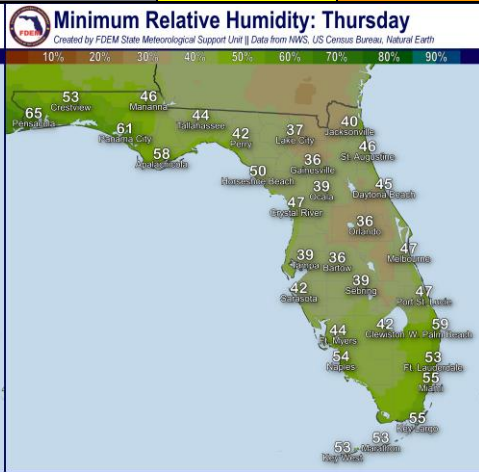 FDEM
Minimum Relative Humidity: Thursday
Created by FDEM State Meteorological Support Unit || Data from NWS, US Census Bureau, Natural Earth
10% 20% 30% 40% 50% 60% 70% 80% 90%
65
Pensacola
53
Crestview
46
Marianna
61
Panama City
44
Tallahassee
58
Apalachicola
42
Perry
37
Lake City
40
Jacksonville
46
St. Augustine
50
Horseshoe Beach
36
Gainesville
39
Ocala
45
Daytona Beach
47
Crystal River
36
Orlando
39
Tampa
36
Bartow
47
Melbourne
42
Sarasota
39
Sebring
47
Port St. Lucie
44
Ft. Myers
42
Clewiston
59
W. Palm Beach
54
Naples
53
Ft. Lauderdale
55
Miami
55
Key Largo
53
Marathon
53
Key West